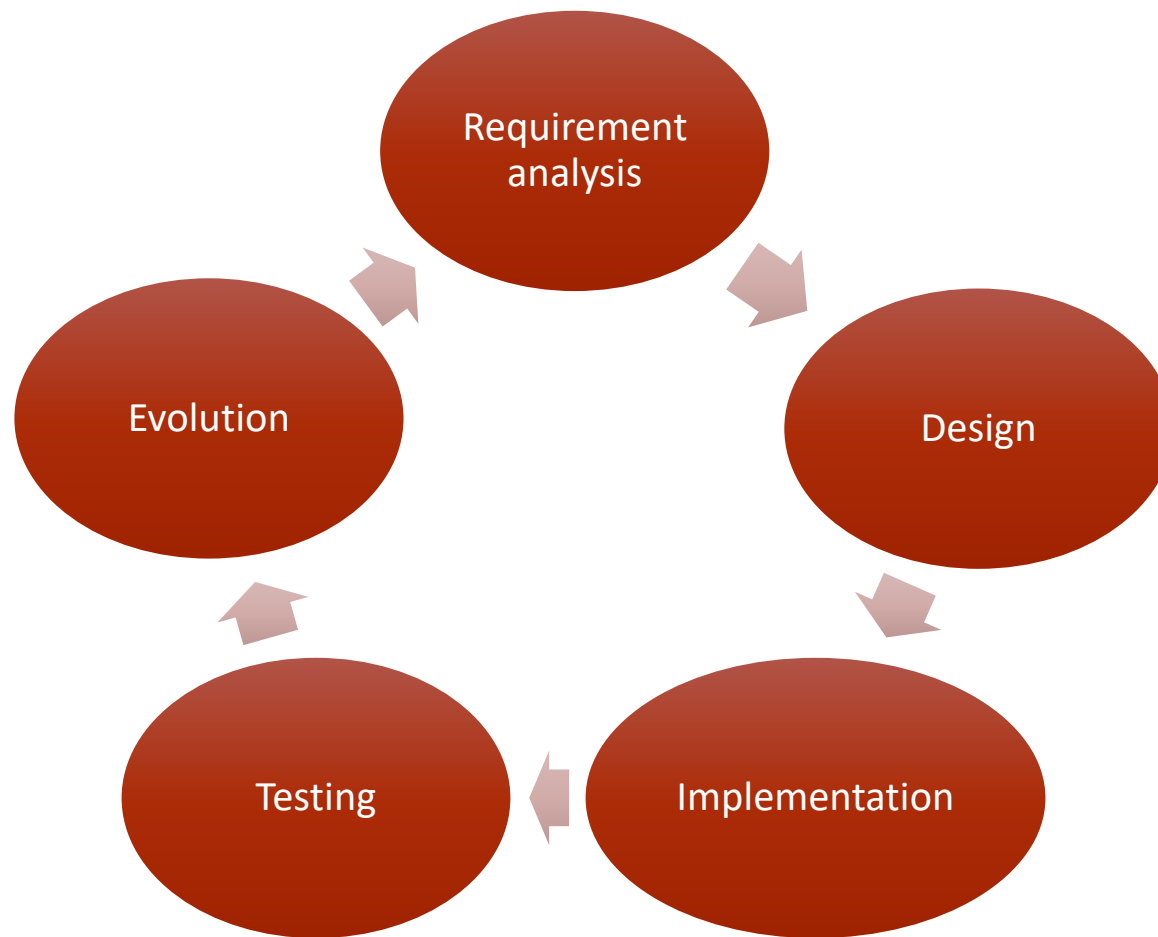 Requirement
analysis
Design
Implementation
Testing
Evolution